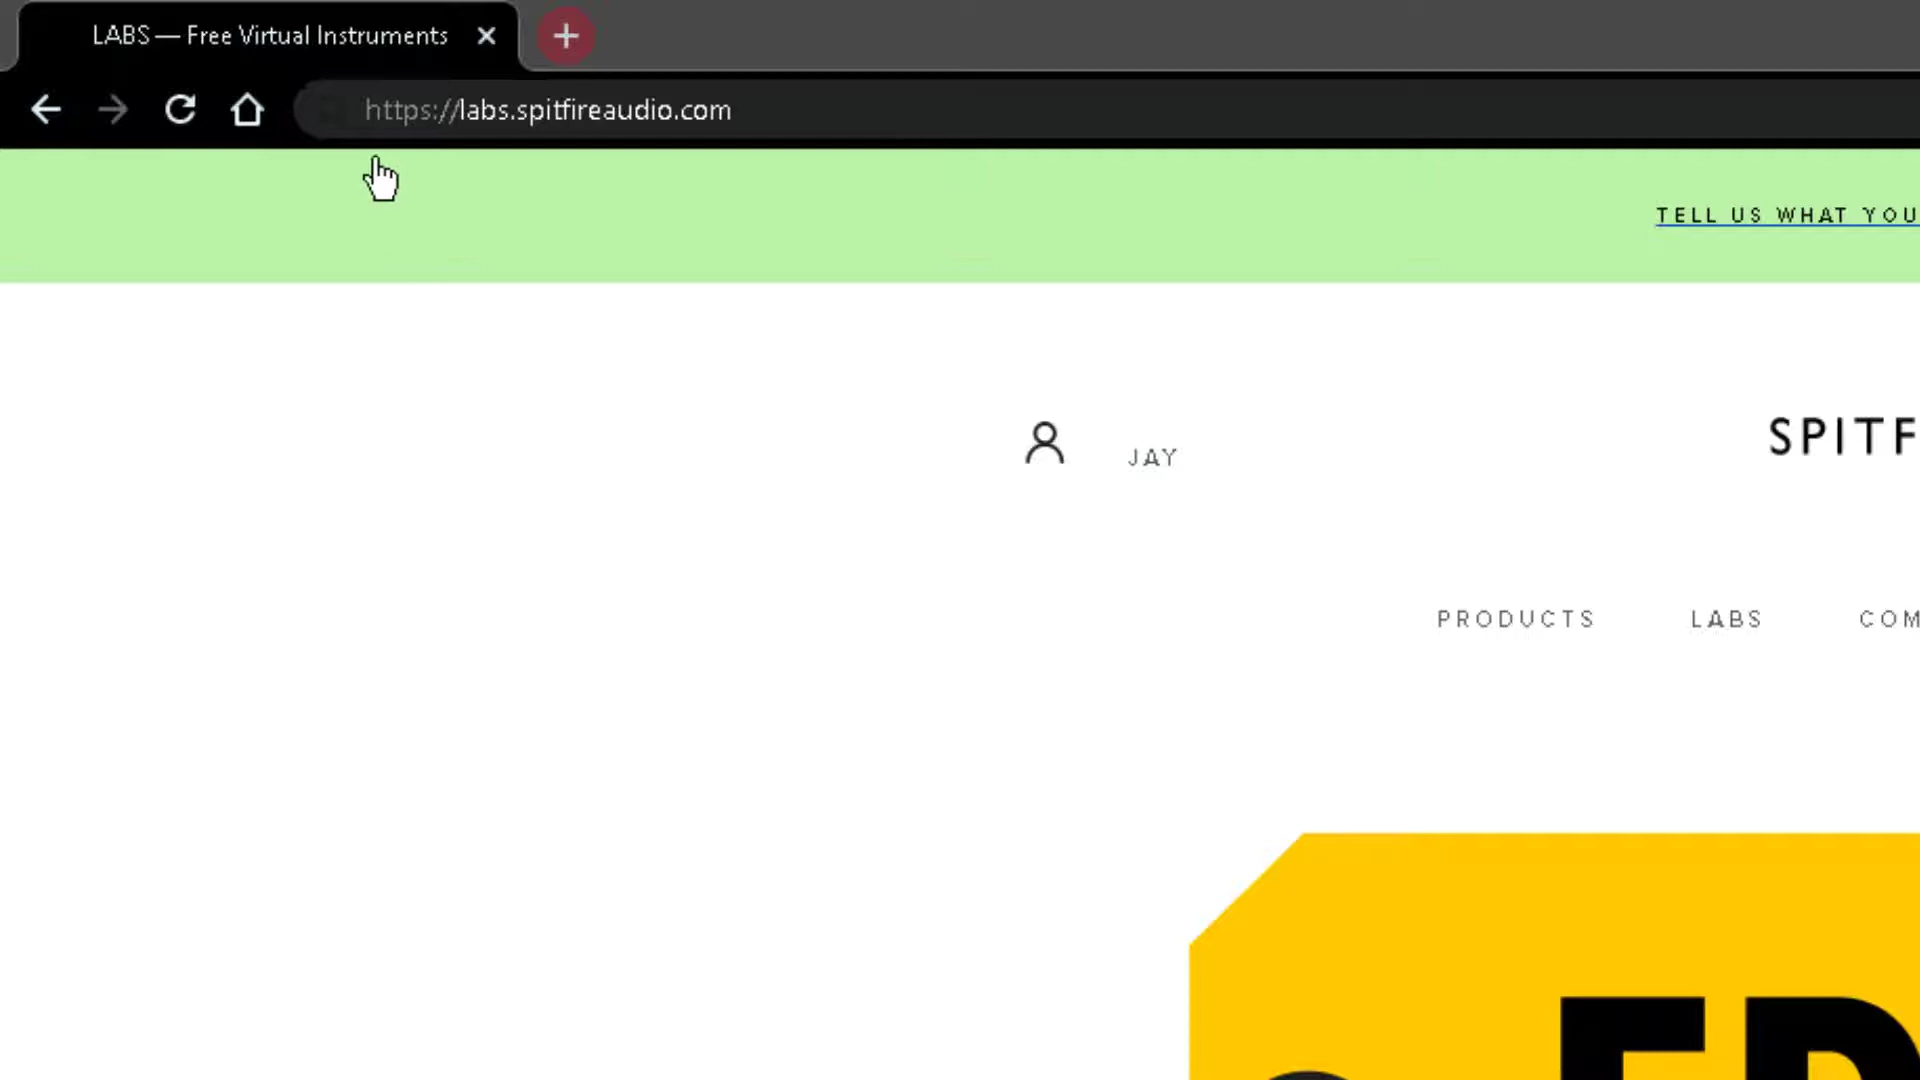 LABS — Free Virtual Instruments
https://labs.spitfireaudio.com
TELL US WHAT YOU
JAY
SPITF
PRODUCTS LABS COM